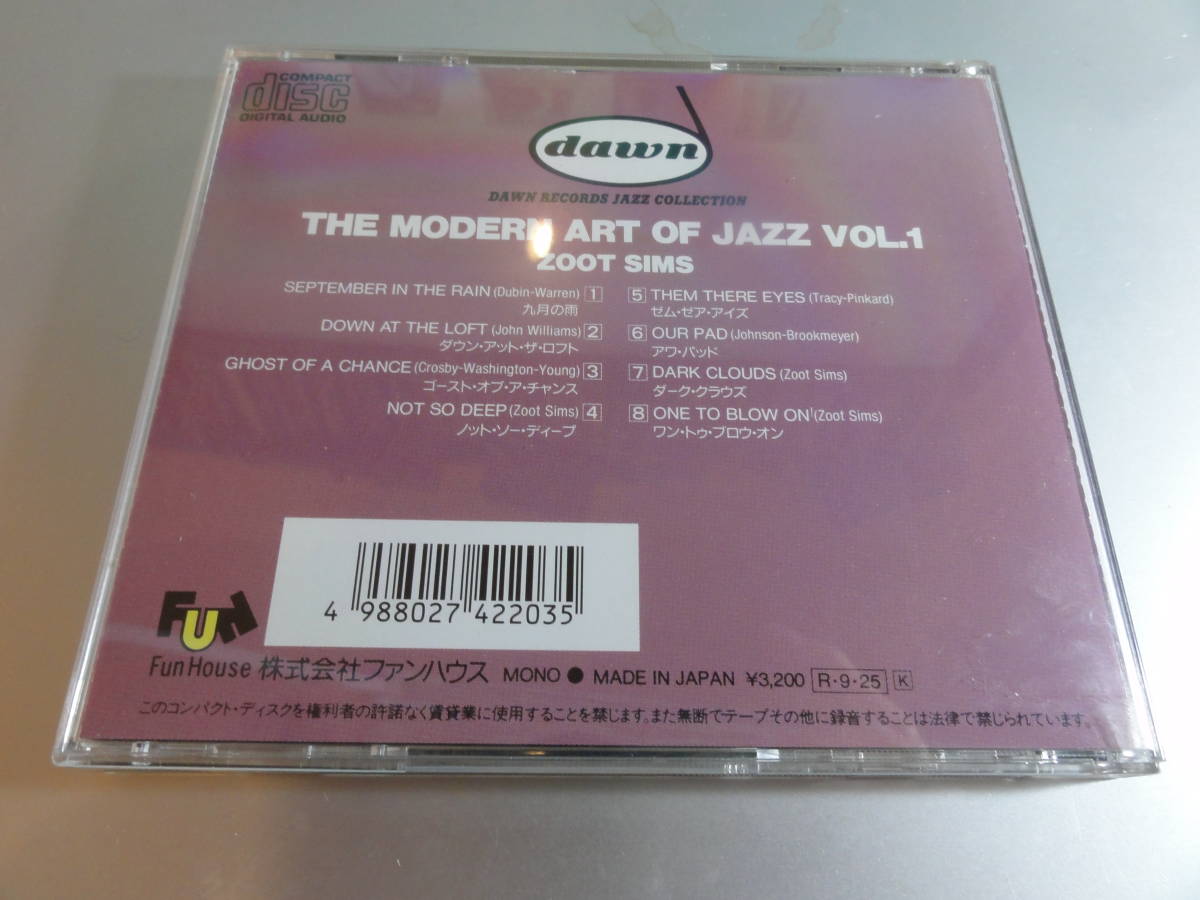 COMPACT
disc
DIGITAL AUDIO
dawn
DAWN RECORDS JAZZ COLLECTION
THE MODERN ART OF JAZZ VOL.1
ZOOT SIMS
SEPTEMBER IN THE RAIN (Dubin-Warren) 1
九月の雨
DOWN AT THE LOFT (John Williams) 2
ダウン・アット・ザ・ロフト
GHOST OF A CHANCE (Crosby-Washington-Young) 3
ゴースト・オブ・ア・チャンス
NOT SO DEEP (Zoot Sims) 4
ノット・ソー・ディープ
5 THEM THERE EYES (Tracy-Pinkard)
ゼム・ゼア・アイズ
6 OUR PAD (Johnson-Brookmeyer)
アワ・パッド
7 DARK CLOUDS (Zoot Sims)
ダーク・クラウズ
8 ONE TO BLOW ON (Zoot Sims)
ワン・トゥ・ブロウ・オン
4 988027 422035
FUN
Fun House 株式会社ファンハウス MONO ● MADE IN JAPAN ¥3,200 R・9・25 K
このコンパクト・ディスクを権利者の許諾なく賃貸業に使用することを禁じます。また無断でテープその他に録音することは法律で禁じられています。